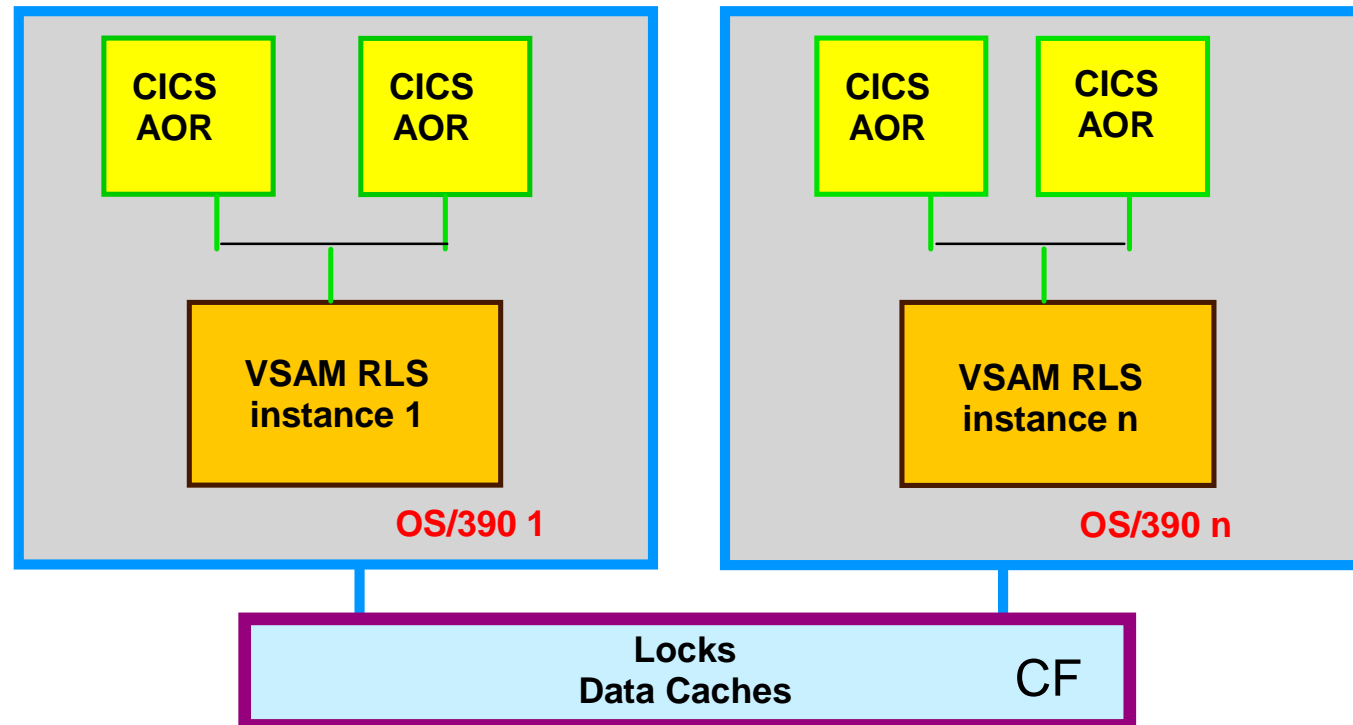 CICS
AOR
CICS
AOR
VSAM RLS
instance 1
OS/390 1
CICS
AOR
CICS
AOR
VSAM RLS
instance n
OS/390 n
Locks
Data Caches
CF